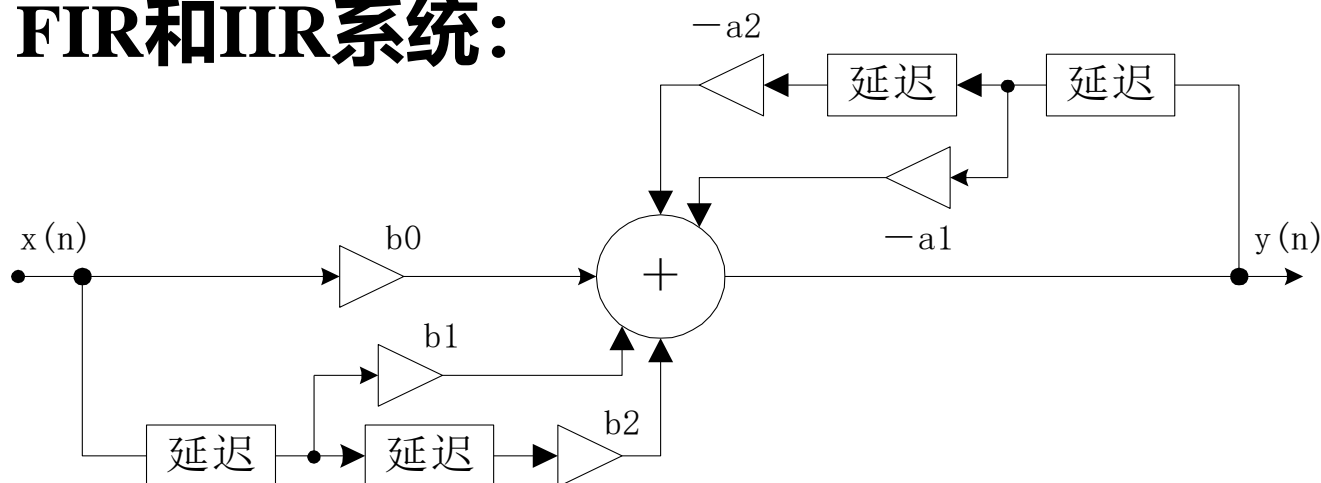 FIR和IIR系统：
－a2
延迟
延迟
x(n)
b0
－a1
y(n)
+
b1
b2
延迟
延迟